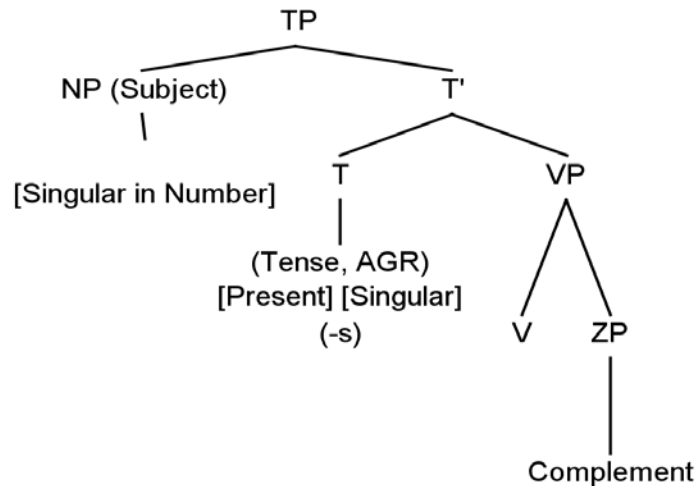 TP
NP (Subject)
T'
[Singular in Number]
T
VP
(Tense, AGR)
[Present] [Singular]
(-s)
V
ZP
Complement